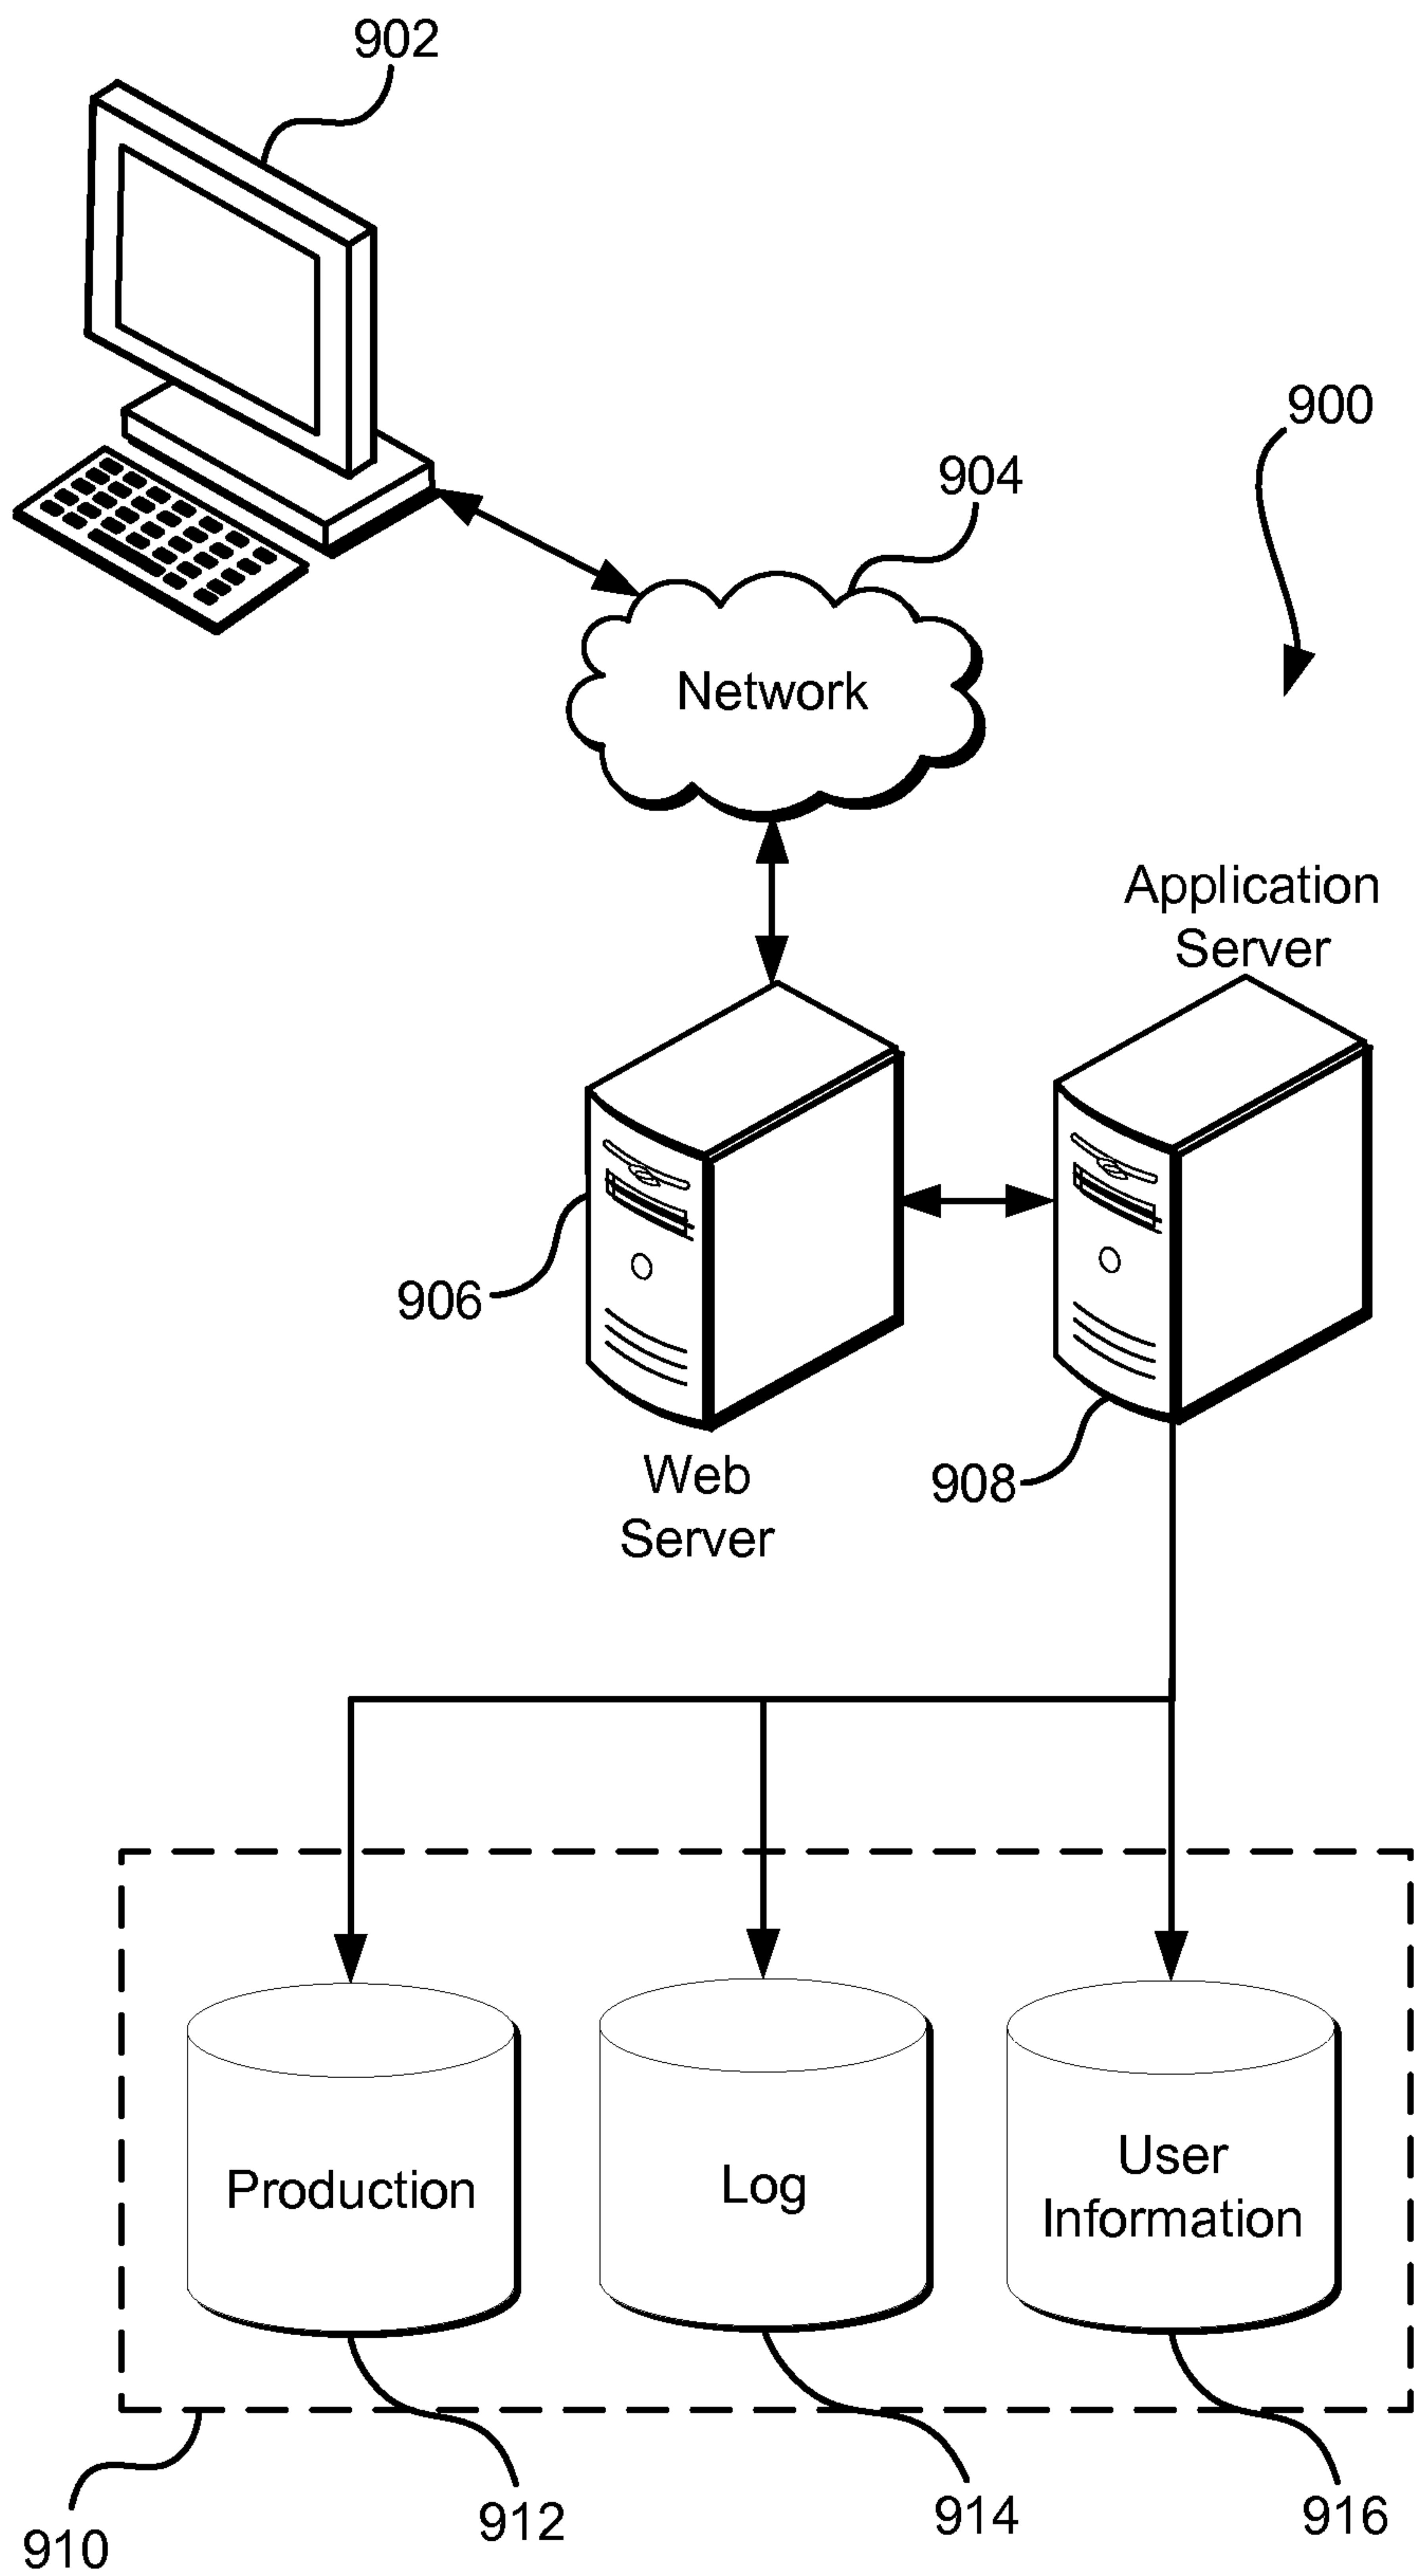 902
900
904
Network
Application
Server
906
908
Web
Server
Production
Log
User
Information
910
912
914
916